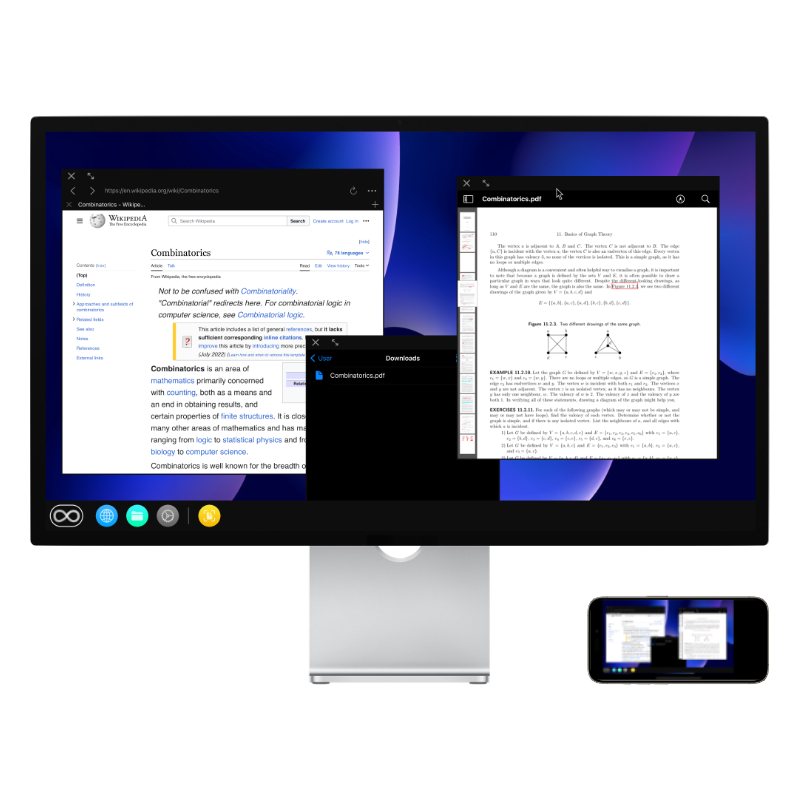 https://en.wikipedia.org/wiki/Combinatorics
Combinatorics - Wikipe...
WIKIPEDIA
The Free Encyclopedia
Search Wikipedia
Search
Create account Log in
[hide]
Combinatorics
74 languages
Article Talk
Read Edit View history Tools
From Wikipedia, the free encyclopedia
Contents [hide]
(Top)
Definition
History
Approaches and subfields of
combinatorics
Related fields
See also
Notes
References
External links
Not to be confused with Combinatoriality.
"Combinatorial" redirects here. For combinatorial logic in
computer science, see Combinatorial logic.
This article includes a list of general references, but it lacks
sufficient corresponding inline citations.
improve this article by introducing more prec
(July 2022) (Learn how and when to remove this template
Combinatorics is an area of
mathematics primarily concerned
with counting, both as a means and
an end in obtaining results, and
certain properties of finite structures. It is close
many other areas of mathematics and has ma
ranging from logic to statistical physics and fro
biology to computer science.
Combinatorics is well known for the breadth o
Relate
User
Downloads
Combinatorics.pdf
Combinatorics.pdf
110
11. Basics of Graph Theory
The vertex a is adjacent to A, B and C. The vertex C is not adjacent to B. The edge
{a, C} is incident with the vertex a; the vertex C is also an endvertex of this edge. Every vertex
in this graph has valency 3, so none of the vertices is isolated. This is a simple graph, as it has
no loops or multiple edges.
Although a diagram is a convenient and often helpful way to visualise a graph, it is important
to note that because a graph is defined by the sets V and E, it is often possible to draw a
particular graph in ways that look quite different. Despite the different-looking drawings, as
long as V and E are the same, the graph is also the same. In Figure 11.2.3, we see two different
drawings of the graph given by V = {a, b, c, d} and
E = {{a, b}, {a, c}, {a, d}, {b, c}, {b, d}, {c, d}}.
Figure 11.2.3. Two different drawings of the same graph.
EXAMPLE 11.2.10. Let the graph G be defined by
EXERCISES 11.2.11. For each of the following graphs (which may or may not be simple, and
may or may not have loops), find the valency of each vertex. Determine whether or not the
graph is simple, and if there is any isolated vertex. List the neighbours of a, and all edges with
which a is incident.